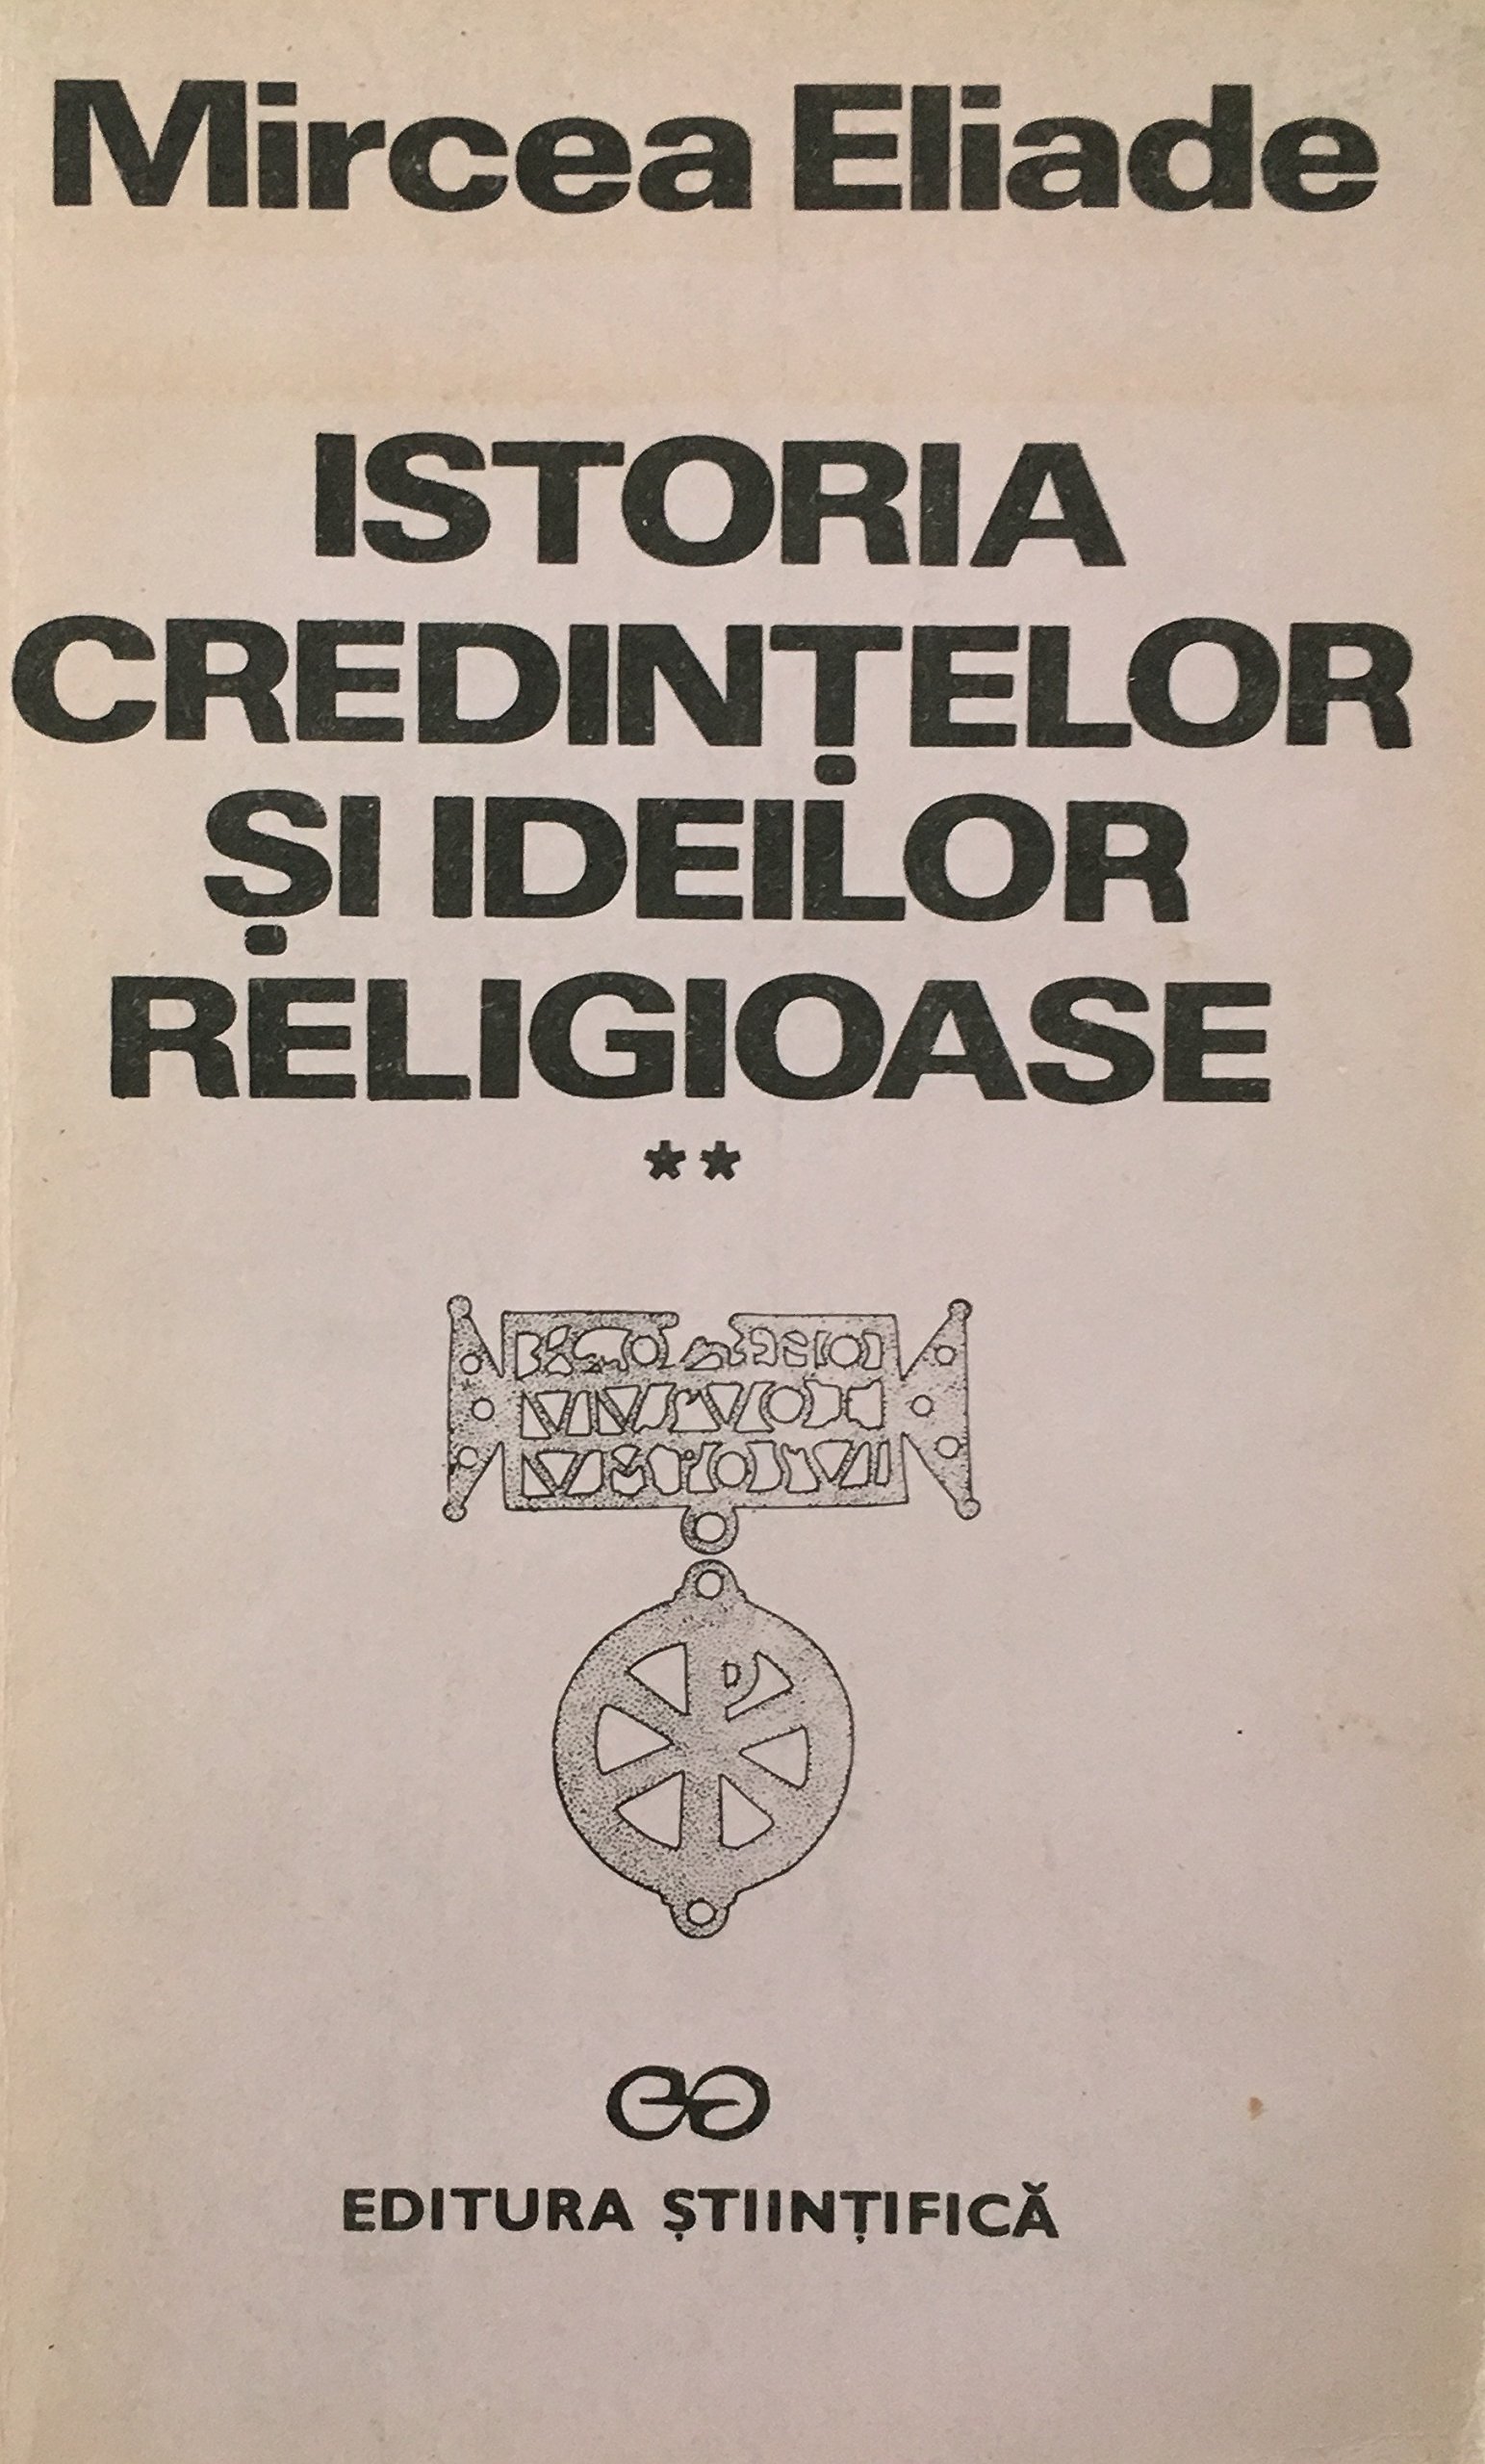 Mircea Eliade
ISTORIA
CREDINȚELOR
ȘI IDEILOR
RELIGIOASE
**
EDITURA ȘTIINȚIFICĂ